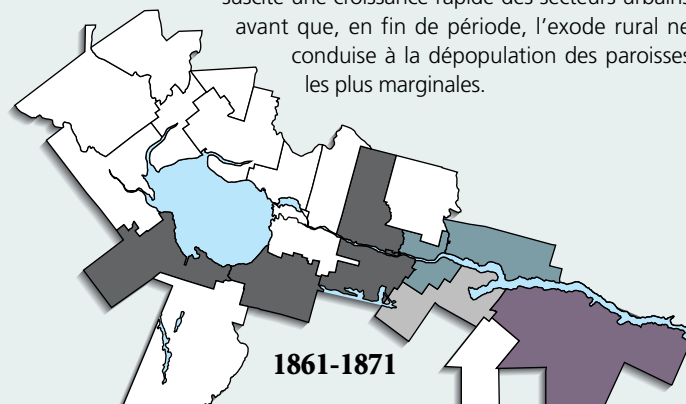 suscite une croissance rapide des secteurs urbains
avant que, en fin de période, l’exode rural ne
conduise à la dépopulation des paroisses
les plus marginales.
1861-1871